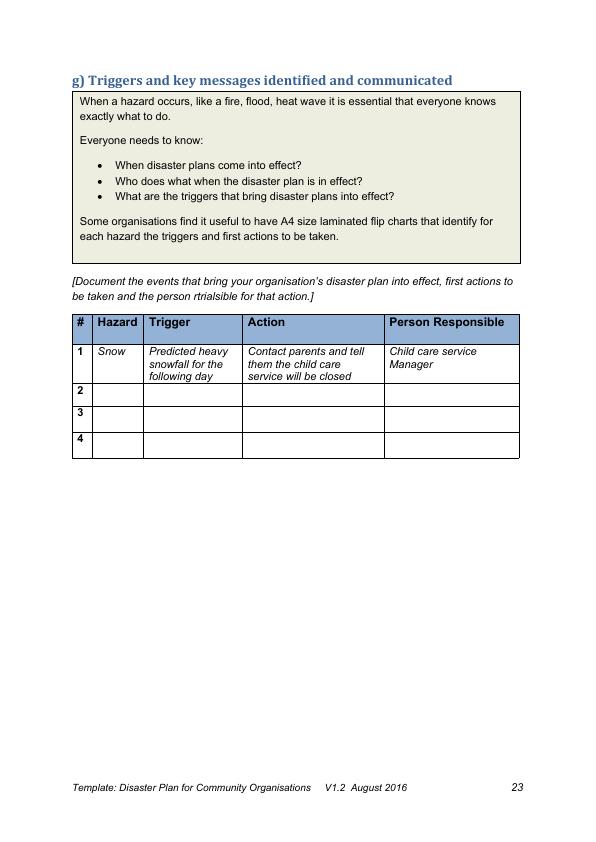 g) Triggers and key messages identified and communicated
When a hazard occurs, like a fire, flood, heat wave it is essential that everyone knows
exactly what to do.
Everyone needs to know:
• When disaster plans come into effect?
• Who does what when the disaster plan is in effect?
• What are the triggers that bring disaster plans into effect?
Some organisations find it useful to have A4 size laminated flip charts that identify for
each hazard the triggers and first actions to be taken.
[Document the events that bring your organisation's disaster plan into effect, first actions to
be taken and the person rtrialsible for that action.]
# Hazard Trigger Action Person Responsible
1 Snow Predicted heavy Contact parents and tell Child care service
snowfall for the them the child care Manager
following day service will be closed
2
3
4
Template: Disaster Plan for Community Organisations V1.2 August 2016 23